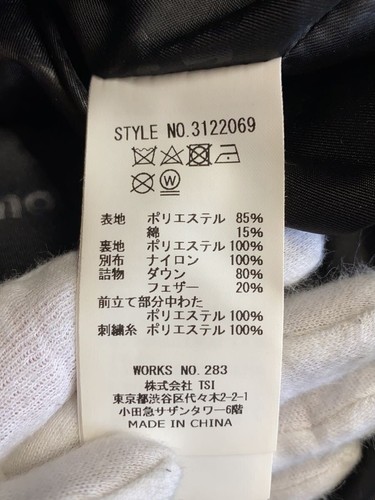 STYLE NO.3122069
表地 ポリエステル 85%
綿 15%
裏地 ポリエステル 100%
別布 ナイロン 100%
詰物 ダウン 80%
フェザー 20%
前立て部分中わた
ポリエステル 100%
刺繍糸 ポリエステル 100%
WORKS NO.283
株式会社 TSI
東京都渋谷区代々木2-2-1
小田急サザンタワー6階
MADE IN CHINA